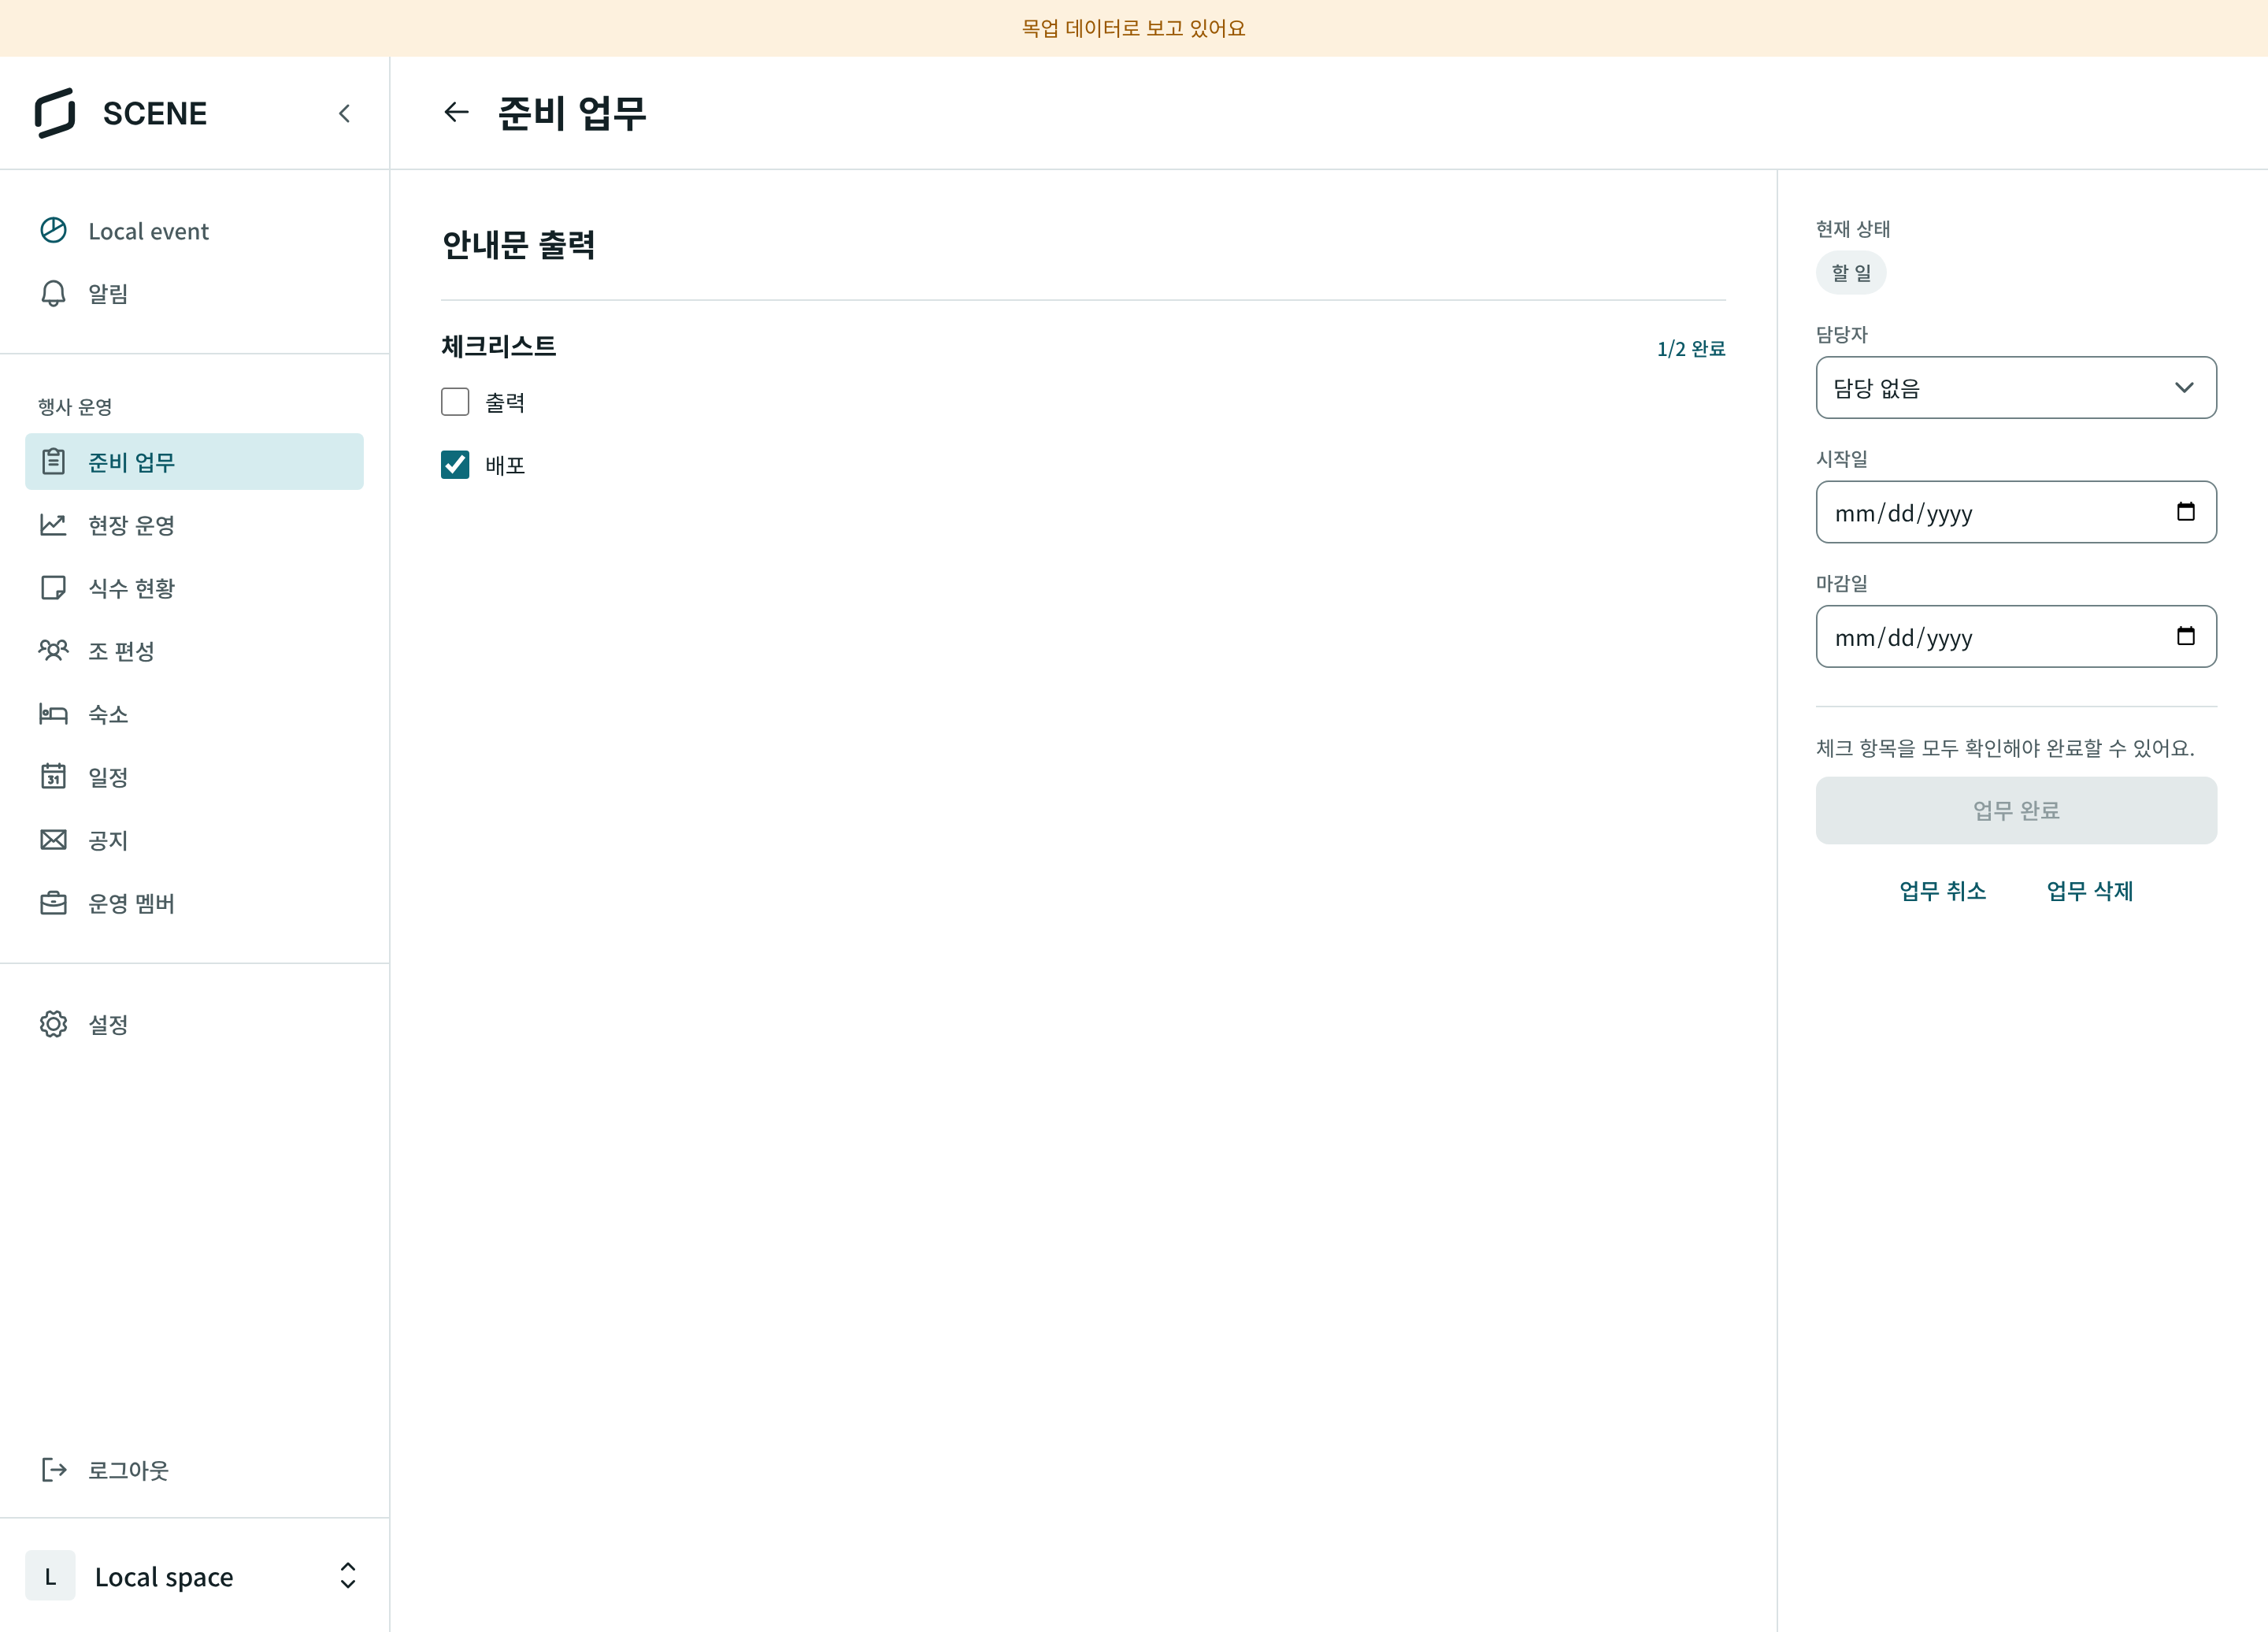 목업 데이터로 보고 있어요
SCENE
준비 업무
Local event
알림
행사 운영
준비 업무
현장 운영
식수 현황
조 편성
숙소
31
일정
공지
운영 멤버
설정
로그아웃
L
Local space
안내문 출력
체크리스트
1/2 완료
출력
배포
현재 상태
할 일
담당자
담당 없음
시작일
mm/dd/yyyy
마감일
mm/dd/yyyy
체크 항목을 모두 확인해야 완료할 수 있어요.
업무 완료
업무 취소
업무 삭제